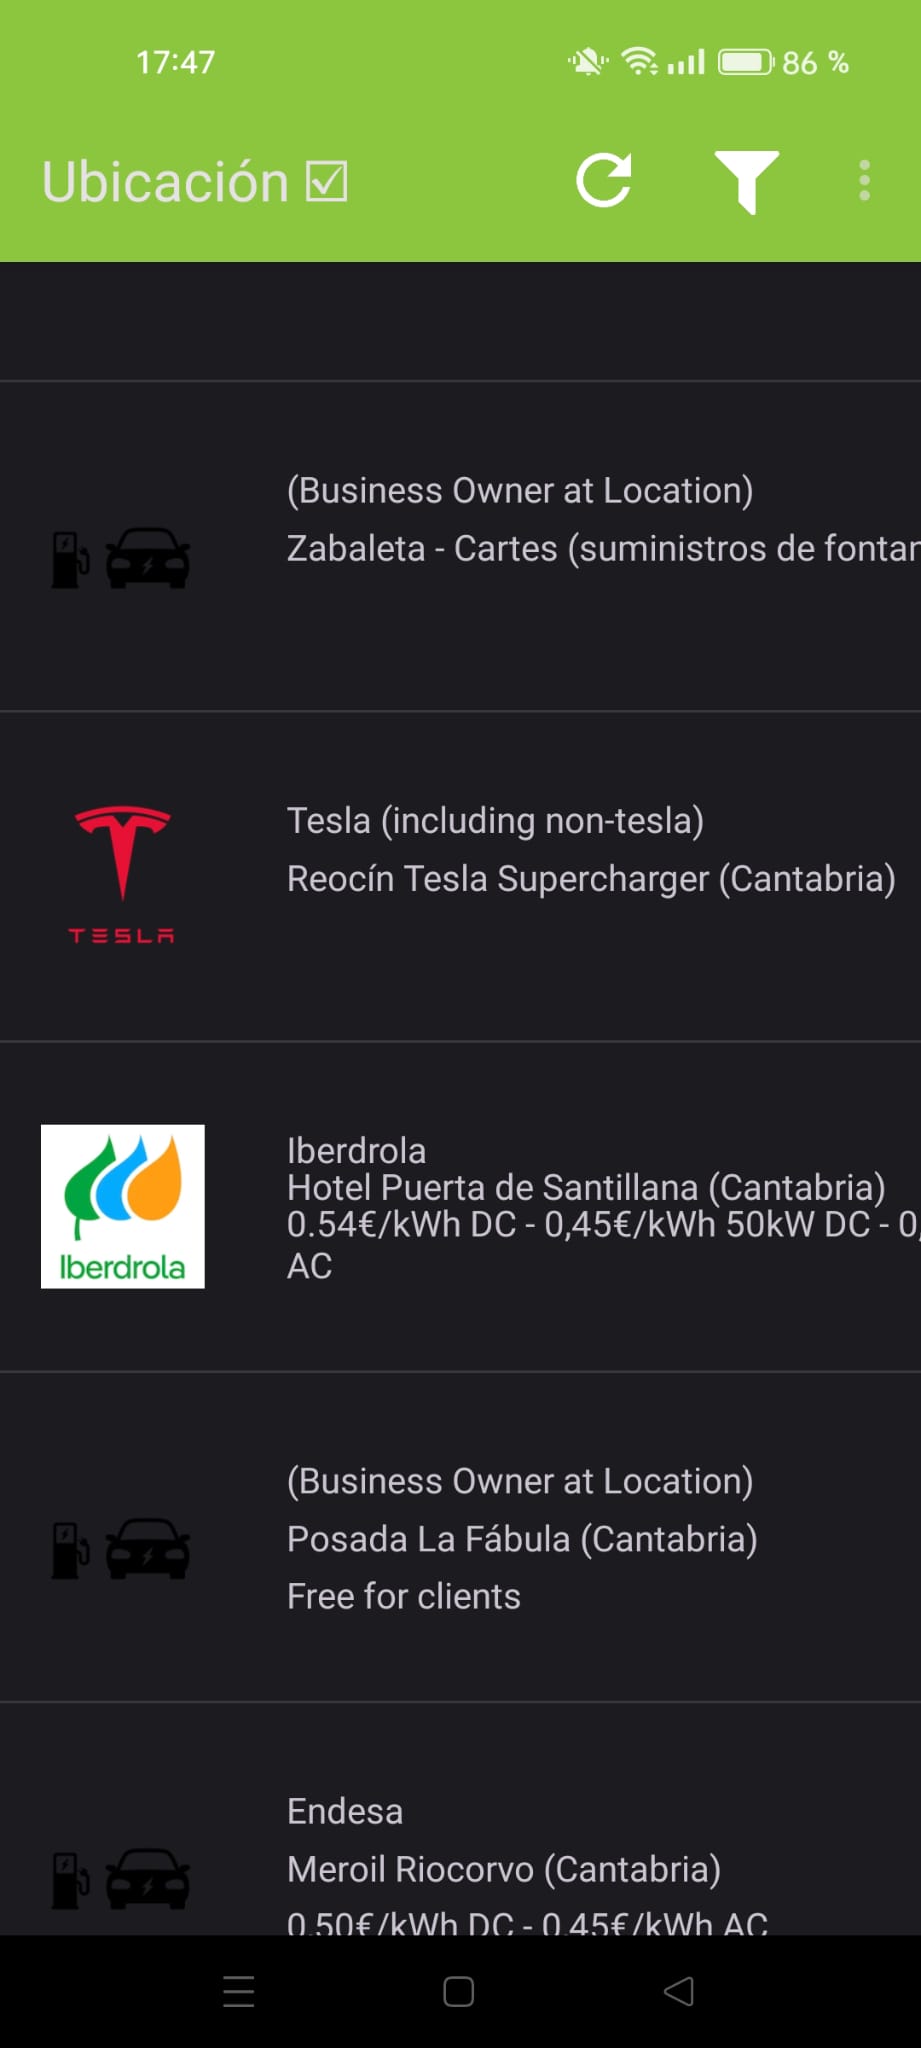 17:47
86 %
Ubicación
(Business Owner at Location)
Zabaleta - Cartes (suministros de
Tesla (including non-tesla)
Reocín Tesla Supercharger (Cantabria)
TESLA
Iberdrola
Hotel Puerta de Santillana (Cantabria)
0.54€/kWh DC - 0,45€/kWh 50kW DC - 0,
AC
Iberdrola
(Business Owner at Location)
Posada La Fábula (Cantabria)
Free for clients
Endesa
Meroil Riocorvo (Cantabria)
0.50€/kWh DC - 0.45€/kWh AC